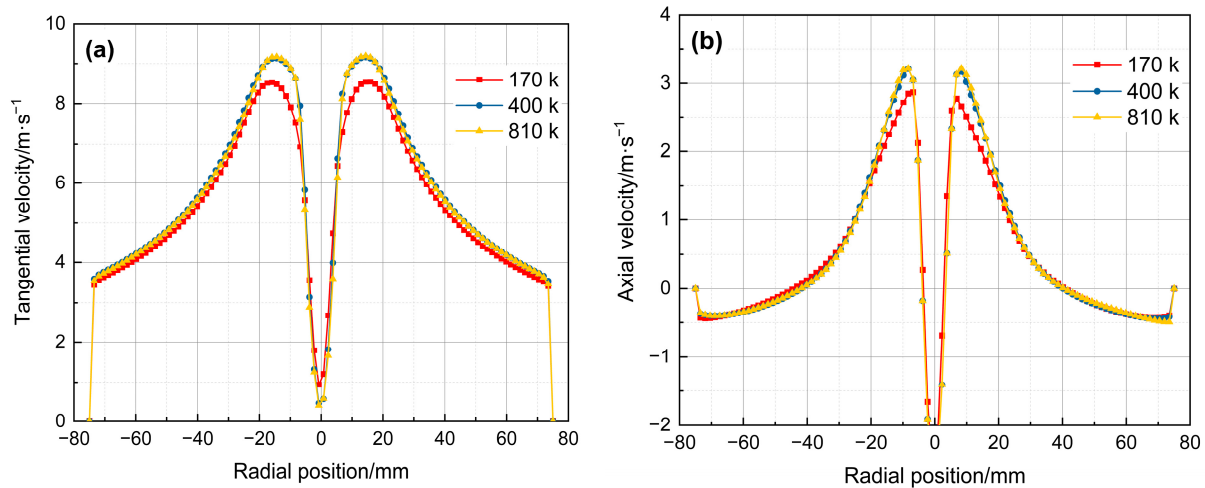 (a)
Tangential velocity/m·s⁻¹
10
8
6
4
2
0
−80 −60 −40 −20 0 20 40 60 80
Radial position/mm
170 k
400 k
810 k
(b)
Axial velocity/m·s⁻¹
4
3
2
1
0
−1
−2
−80 −60 −40 −20 0 20 40 60 80
Radial position/mm
170 k
400 k
810 k